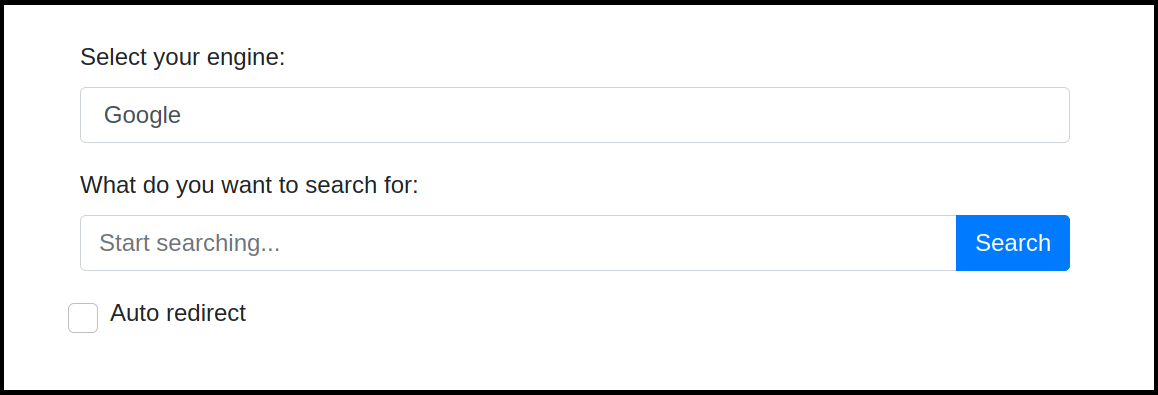 Select your engine:
Google
What do you want to search for:
Start searching...
Search
Auto redirect